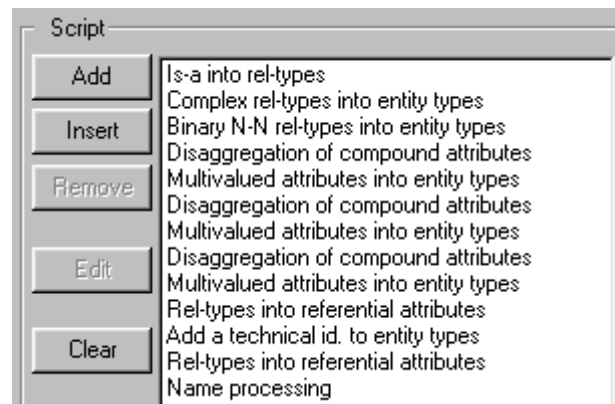 Script
Add
Insert
Remove
Edit
Clear
Is-a into rel-types
Complex rel-types into entity types
Binary N-N rel-types into entity types
Disaggregation of compound attributes
Multivalued attributes into entity types
Disaggregation of compound attributes
Multivalued attributes into entity types
Disaggregation of compound attributes
Multivalued attributes into entity types
Rel-types into referential attributes
Add a technical id. to entity types
Rel-types into referential attributes
Name processing